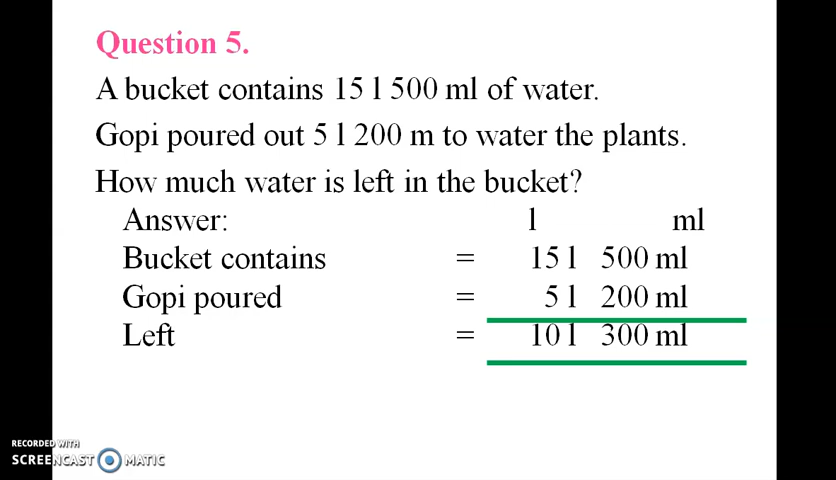 Question 5.
A bucket contains 15 l 500 ml of water.
Gopi poured out 5 l 200 m to water the plants.
How much water is left in the bucket?
Answer: l ml
Bucket contains = 15 l 500 ml
Gopi poured = 5 l 200 ml
Left = 10 l 300 ml
RECORDED WITH
SCREENCAST MATIC